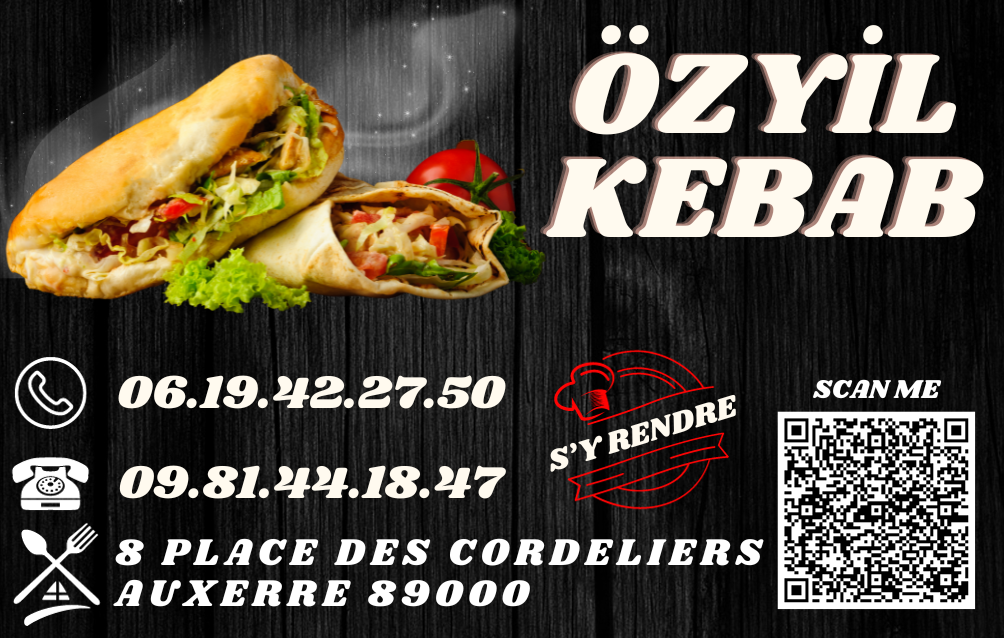 ÖZYİL
KEBAB
06.19.42.27.50
09.81.44.18.47
8 PLACE DES CORDELIERS
AUXERRE 89000
S'Y RENDRE
SCAN ME